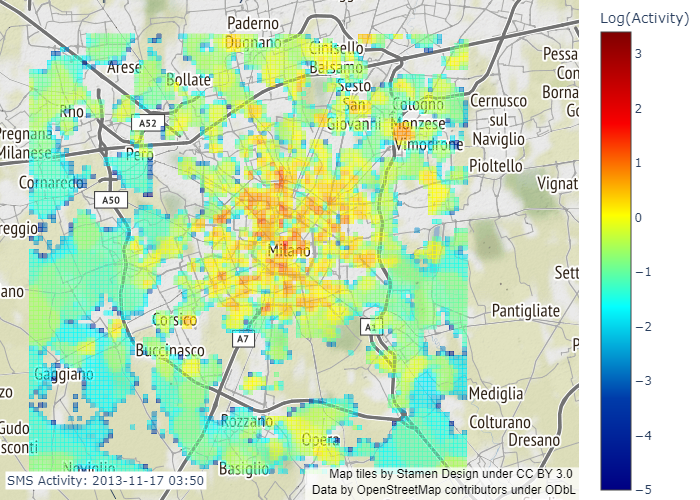 Log(Activity)
3
2
1
0
−1
−2
−3
−4
−5
Paderno
Dugnano
Cinisello
Balsamo
Arese
Bollate
Sesto
San
Giovanni
Cologno
Monzese
Vimodrone
Cernusco
sul
Naviglio
Pessa
Con
Borna
Go
Rho
A52
Pregnana
Milanese
Pero
Pioltello
Cornaredo
A50
Vignat
reggio
Milano
Sett
ano
Pantigliate
Corsico
A1
A7
P
Buccinasco
Gaggiano
Mediglia
zo
Rozzano
Colturano
Gudo
sconti
Opera
Dresano
Noviglio
Basiglio
SMS Activity: 2013-11-17 03:50
Map tiles by Stamen Design under CC BY 3.0
Data by OpenStreetMap contributors under ODbL